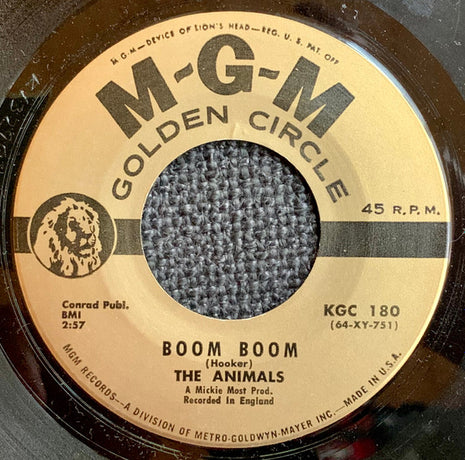 M-G-M—DEVICE OF LION'S HEAD—REG. U. S. PAT. OFF
M-G-M
GOLDEN CIRCLE
45 R.P.M.
Conrad Publ.
BMI
2:57
KGC 180
(64-XY-751)
BOOM BOOM
(Hooker)
THE ANIMALS
A Mickie Most Prod.
Recorded In England
MGM RECORDS—A DIVISION OF METRO-GOLDWYN-MAYER INC.—MADE IN U.S.A.